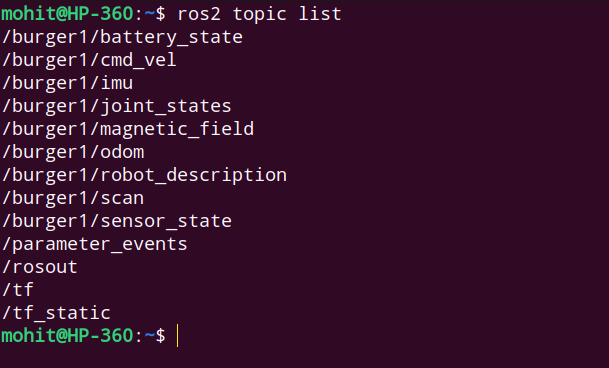 mohit@HP-360:~$ ros2 topic list
/burger1/battery_state
/burger1/cmd_vel
/burger1/imu
/burger1/joint_states
/burger1/magnetic_field
/burger1/odom
/burger1/robot_description
/burger1/scan
/burger1/sensor_state
/parameter_events
/rosout
/tf
/tf_static
mohit@HP-360:~$